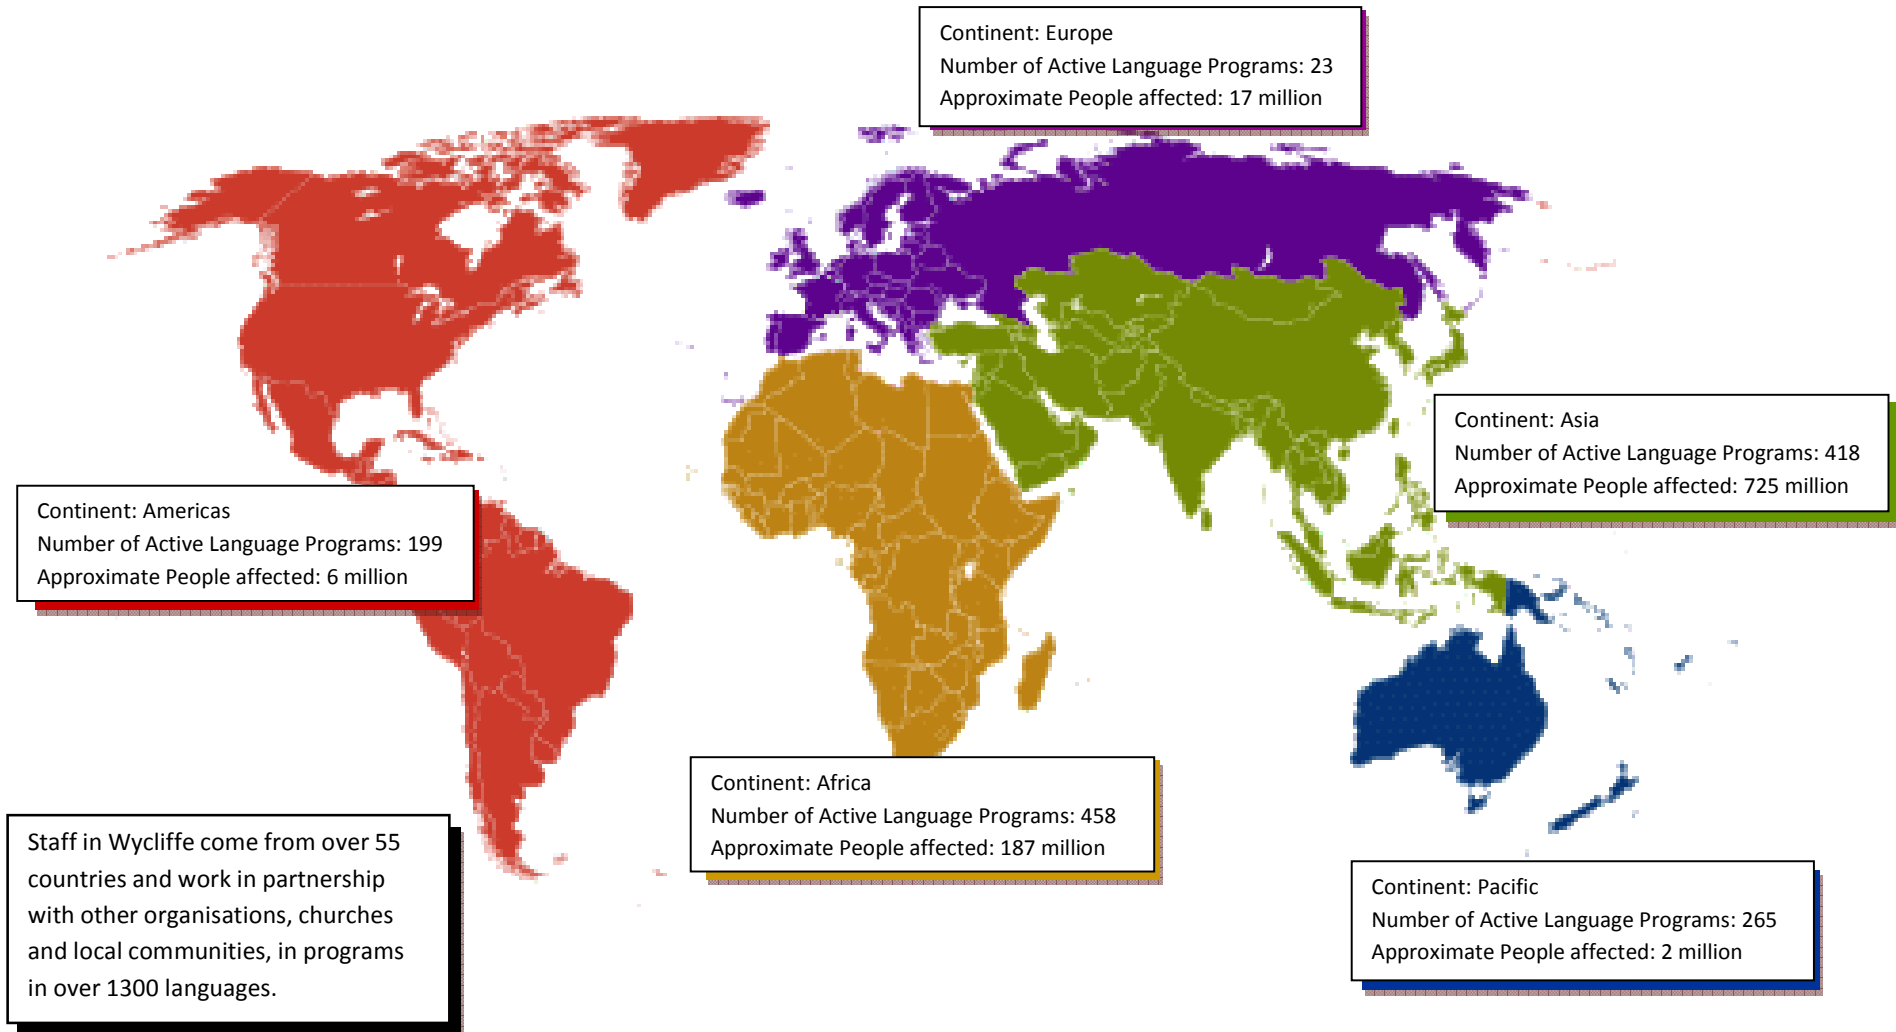 Continent: Europe
Number of Active Language Programs: 23
Approximate People affected: 17 million
Continent: Asia
Number of Active Language Programs: 418
Approximate People affected: 725 million
Continent: Americas
Number of Active Language Programs: 199
Approximate People affected: 6 million
Continent: Africa
Number of Active Language Programs: 458
Approximate People affected: 187 million
Staff in Wycliffe come from over 55
countries and work in partnership
with other organisations, churches
and local communities, in programs
in over 1300 languages.
Continent: Pacific
Number of Active Language Programs: 265
Approximate People affected: 2 million